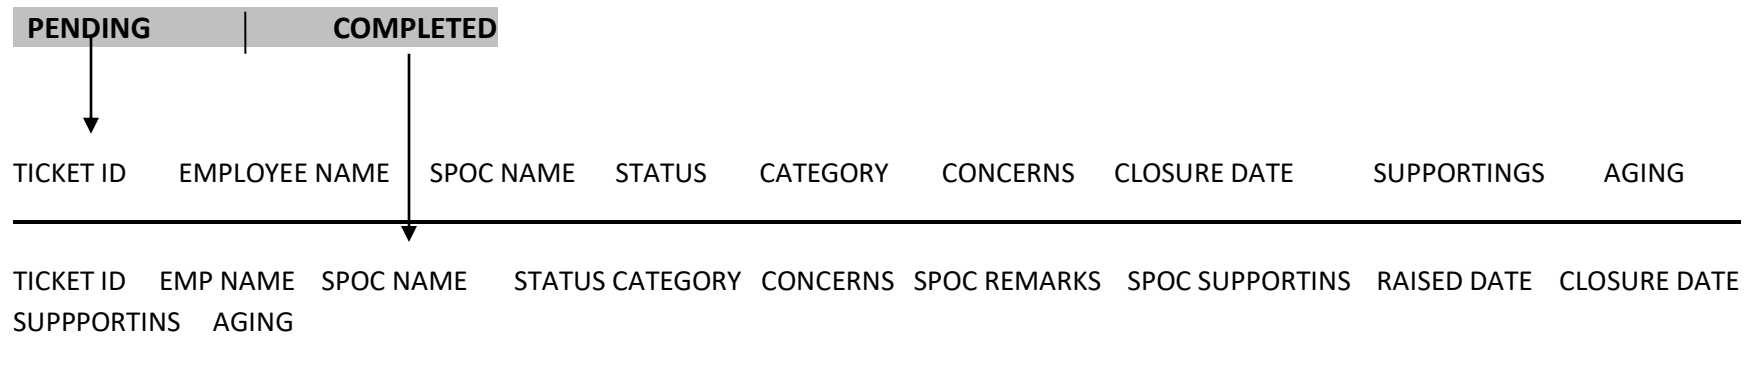 PENDING COMPLETED
TICKET ID EMPLOYEE NAME SPOC NAME STATUS CATEGORY CONCERNS CLOSURE DATE SUPPORTINGS AGING
TICKET ID EMP NAME SPOC NAME STATUS CATEGORY CONCERNS SPOC REMARKS SPOC SUPPORTINS RAISED DATE CLOSURE DATE
SUPPPORTINS AGING